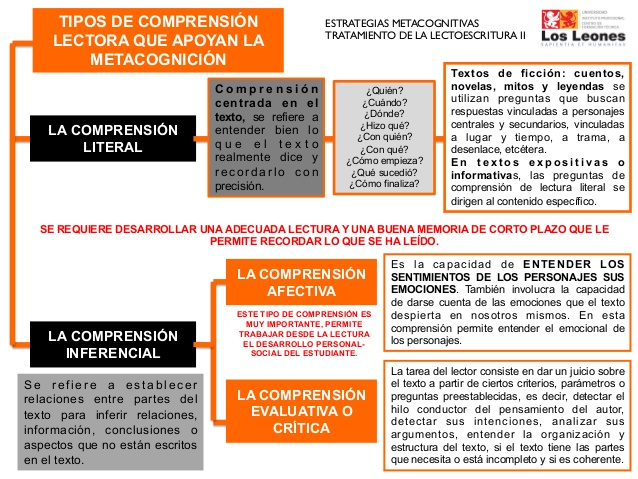 TIPOS DE COMPRENSIÓN
LECTORA QUE APOYAN LA
METACOGNICIÓN
ESTRATEGIAS METACOGNITIVAS
TRATAMIENTO DE LA LECTOESCRITURA II
UNIVERSIDAD
INSTITUTO PROFESIONAL
CENTRO DE
FORMACIÓN TÉCNICA
Los Leones
SAPIENTIA ET HUMANITAS
LA COMPRENSIÓN
LITERAL
Comprensión
centrada en el
texto, se refiere a
entender bien lo
que el texto
realmente dice y
recordarlo con
precisión.
¿Quién?
¿Cuándo?
¿Dónde?
¿Hizo qué?
¿Con quién?
¿Con qué?
¿Cómo empieza?
¿Qué sucedió?
¿Cómo finaliza?
Textos de ficción: cuentos,
novelas, mitos y leyendas se
utilizan preguntas que buscan
respuestas vinculadas a personajes
centrales y secundarios, vinculadas
a lugar y tiempo, a trama, a
desenlace, etcétera.
En textos expositivas o
informativas, las preguntas de
comprensión de lectura literal se
dirigen al contenido específico.
SE REQUIERE DESARROLLAR UNA ADECUADA LECTURA Y UNA BUENA MEMORIA DE CORTO PLAZO QUE LE
PERMITE RECORDAR LO QUE SE HA LEÍDO.
LA COMPRENSIÓN
AFECTIVA
Es la capacidad de ENTENDER LOS
SENTIMIENTOS DE LOS PERSONAJES SUS
EMOCIONES. También involucra la capacidad
de darse cuenta de las emociones que el texto
despierta en nosotros mismos. En esta
comprensión permite entender el emocional de
los personajes.
ESTE TIPO DE COMPRENSIÓN ES
MUY IMPORTANTE, PERMITE
TRABAJAR DESDE LA LECTURA
EL DESARROLLO PERSONAL-
SOCIAL DEL ESTUDIANTE.
LA COMPRENSIÓN
INFERENCIAL
Se refiere a establecer
relaciones entre partes del
texto para inferir relaciones,
información, conclusiones o
aspectos que no están escritos
en el texto.
LA COMPRENSIÓN
EVALUATIVA O
CRÍTICA
La tarea del lector consiste en dar un juicio sobre
el texto a partir de ciertos criterios, parámetros o
preguntas preestablecidas, es decir, detectar el
hilo conductor del pensamiento del autor,
detectar sus intenciones, analizar sus
argumentos, entender la organización y
estructura del texto, si el texto tiene las partes
que necesita o está incompleto y si es coherente.